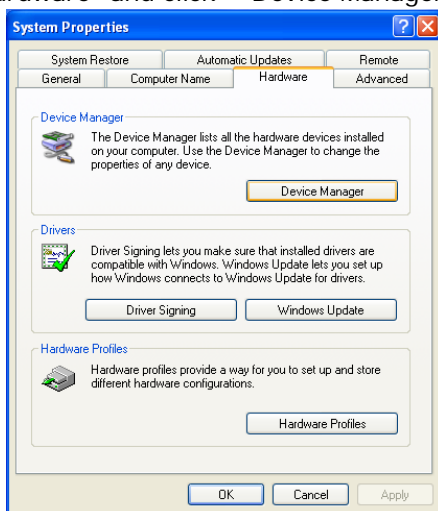 and click
Device Manager
System Properties
System Restore Automatic Updates Remote
General Computer Name Hardware Advanced
Device Manager
The Device Manager lists all the hardware devices installed
on your computer. Use the Device Manager to change the
properties of any device.
Device Manager
Drivers
Driver Signing lets you make sure that installed drivers are
compatible with Windows. Windows Update lets you set up
how Windows connects to Windows Update for drivers.
Driver Signing Windows Update
Hardware Profiles
Hardware profiles provide a way for you to set up and store
different hardware configurations.
Hardware Profiles
OK Cancel Apply